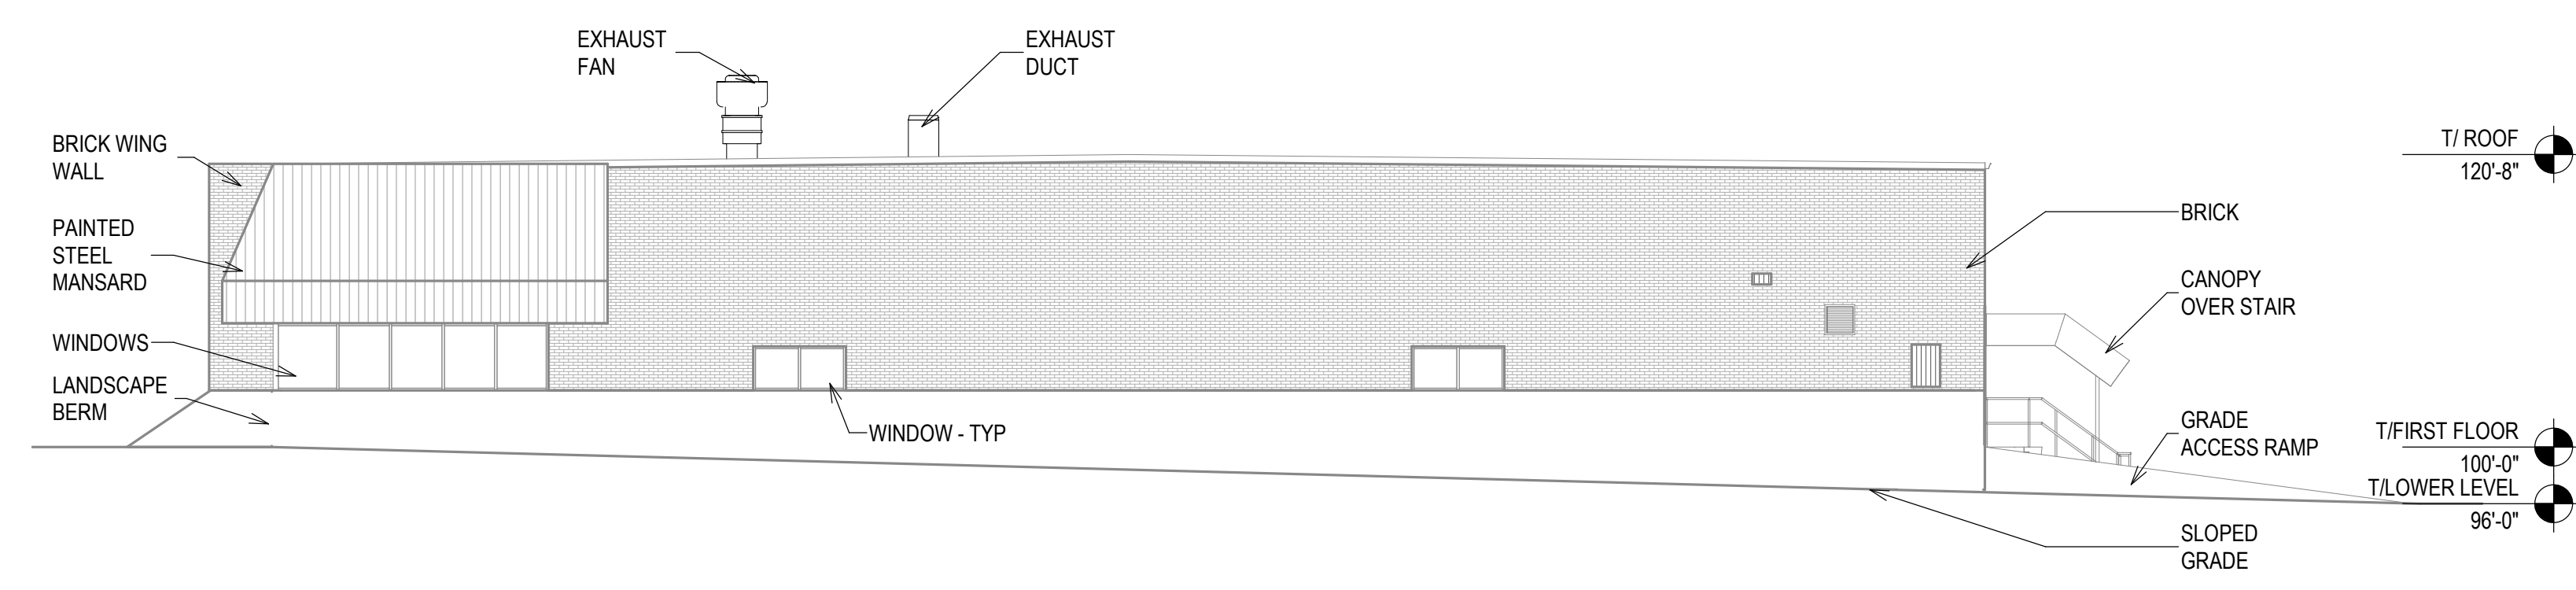 EXHAUST
FAN
EXHAUST
DUCT
BRICK WING
WALL
PAINTED
STEEL
MANSARD
WINDOWS
LANDSCAPE
BERM
WINDOW - TYP
T/ ROOF
120'-8"
BRICK
CANOPY
OVER STAIR
GRADE
ACCESS RAMP
T/FIRST FLOOR
100'-0"
T/LOWER LEVEL
96'-0"
SLOPED
GRADE